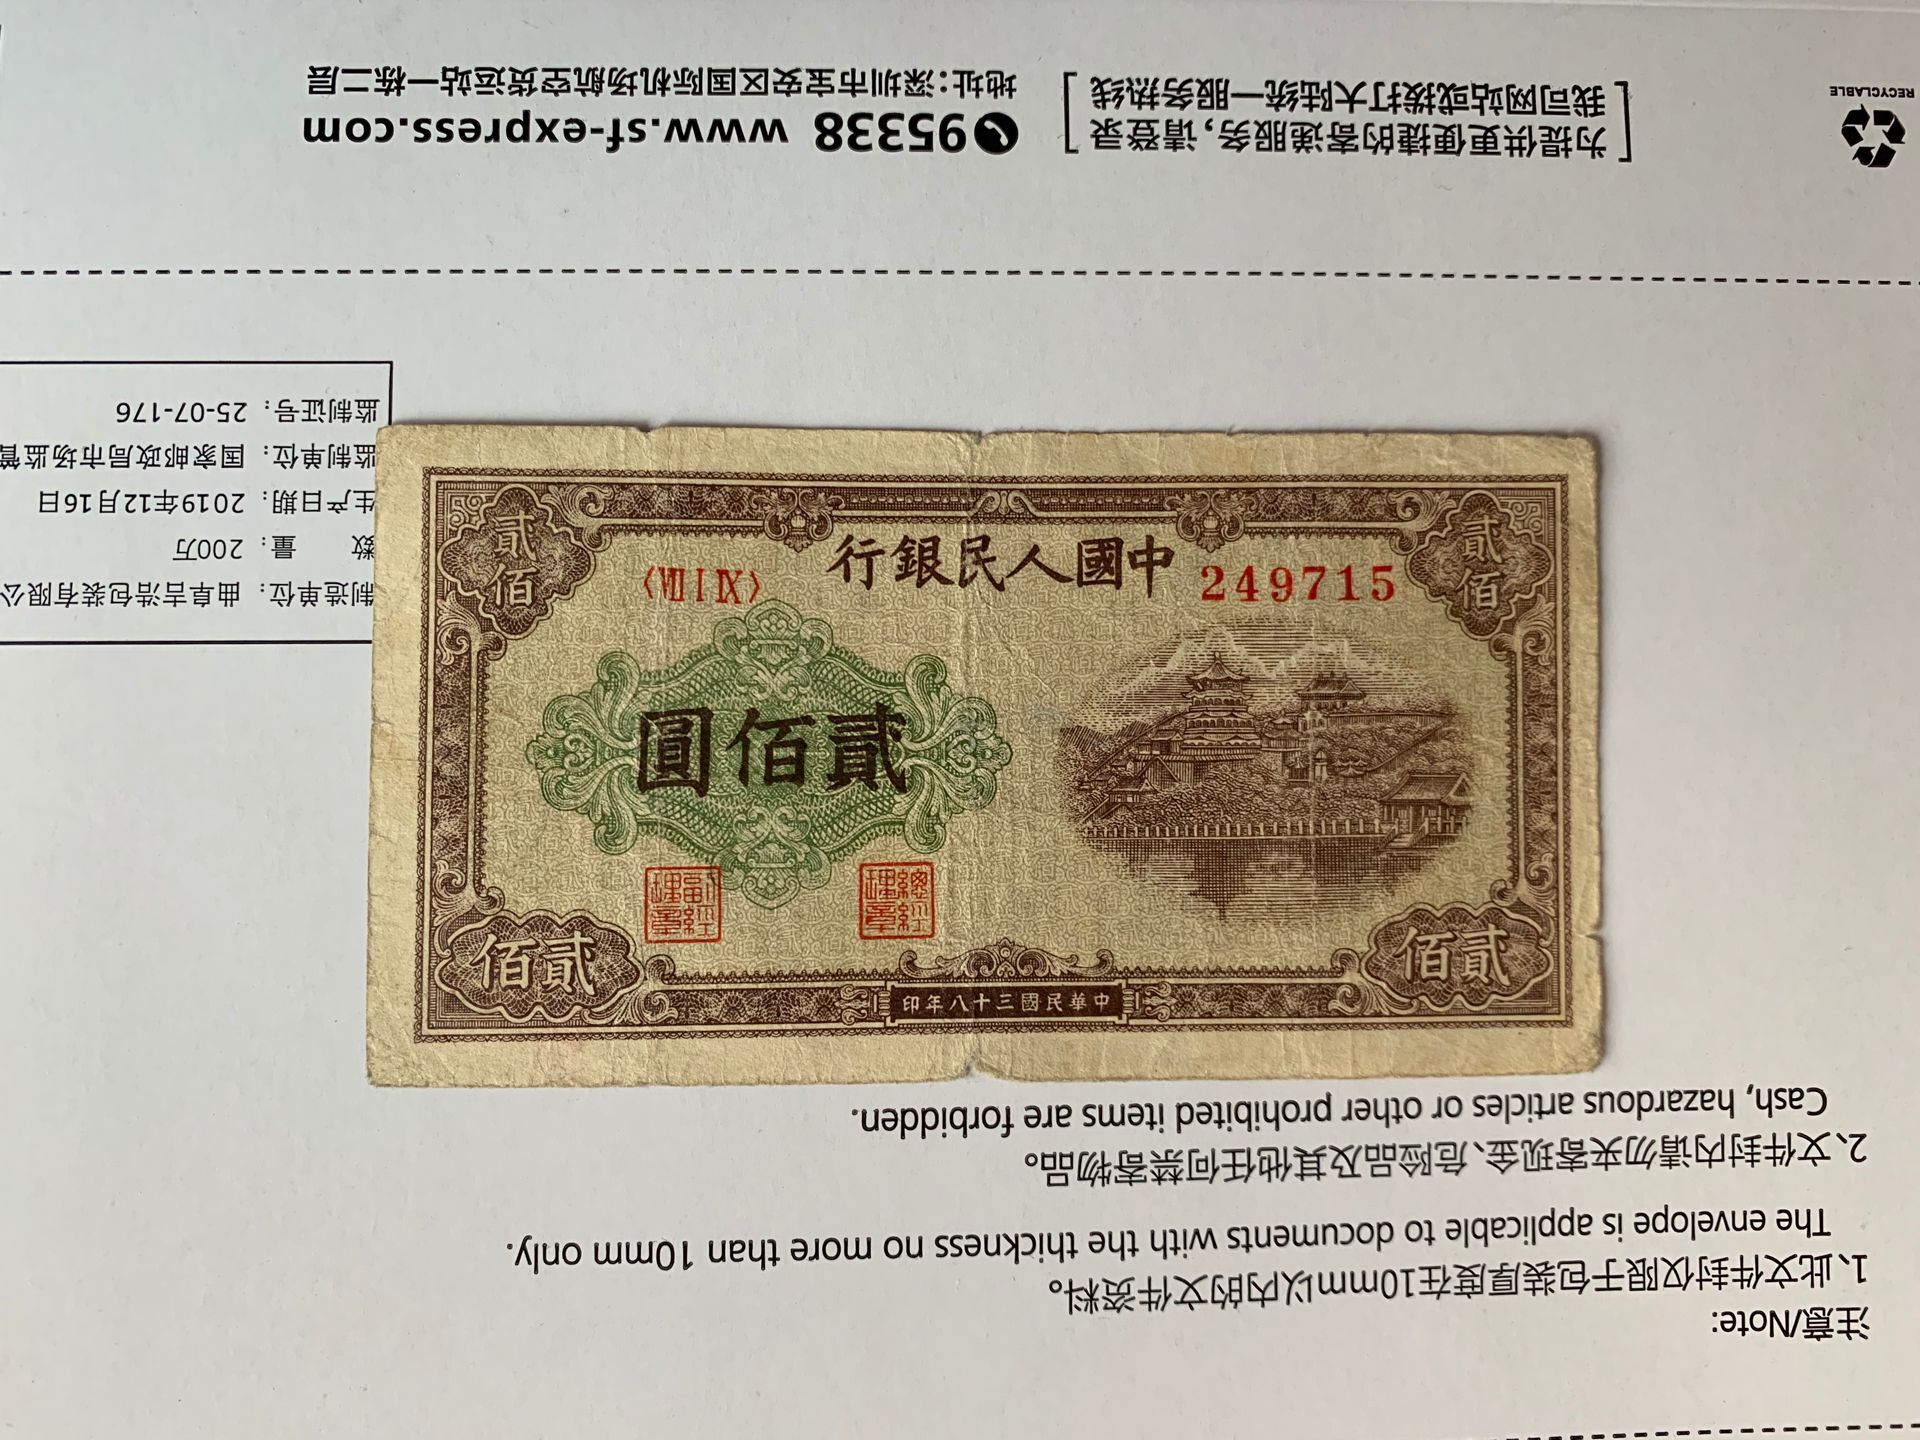 中國人民銀行
〈VII I IX〉
249715
貳佰
貳佰
貳佰圓
總經理章
副經理章
貳佰
貳佰
中華民國三十八年印
注意/Note:
1、此文件封仅限于包装厚度在10mm以内的文件资料。
The envelope is applicable to documents with the thickness no more than 10mm only.
2、文件封内请勿夹寄现金、危险品及其他任何禁寄物品。
Cash, hazardous articles or other prohibited items are forbidden.
制造单位：曲阜吉浩包装有限公
数 量：200万
生产日期：2019年12月16日
监制单位：国家邮政局市场监管
监制证号：25-07-176
为提供更便捷的寄递服务，请登录
我司网站或拨打大陆统一服务热线
95338 www.sf-express.com
地址：深圳市宝安区国际机场航空货运站一栋二层
RECYCLABLE